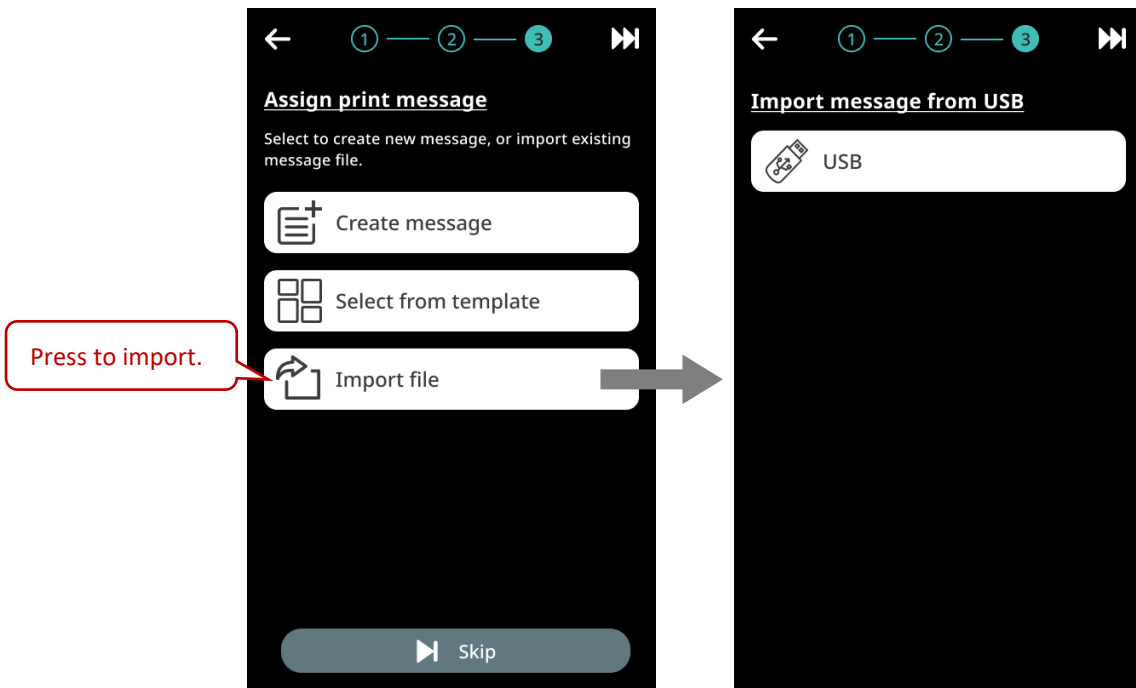 1 2 3
Assign print message
Select to create new message, or import existing
message file.
Create message
Select from template
Press to import.
Import file
Skip
1 2 3
Import message from USB
USB